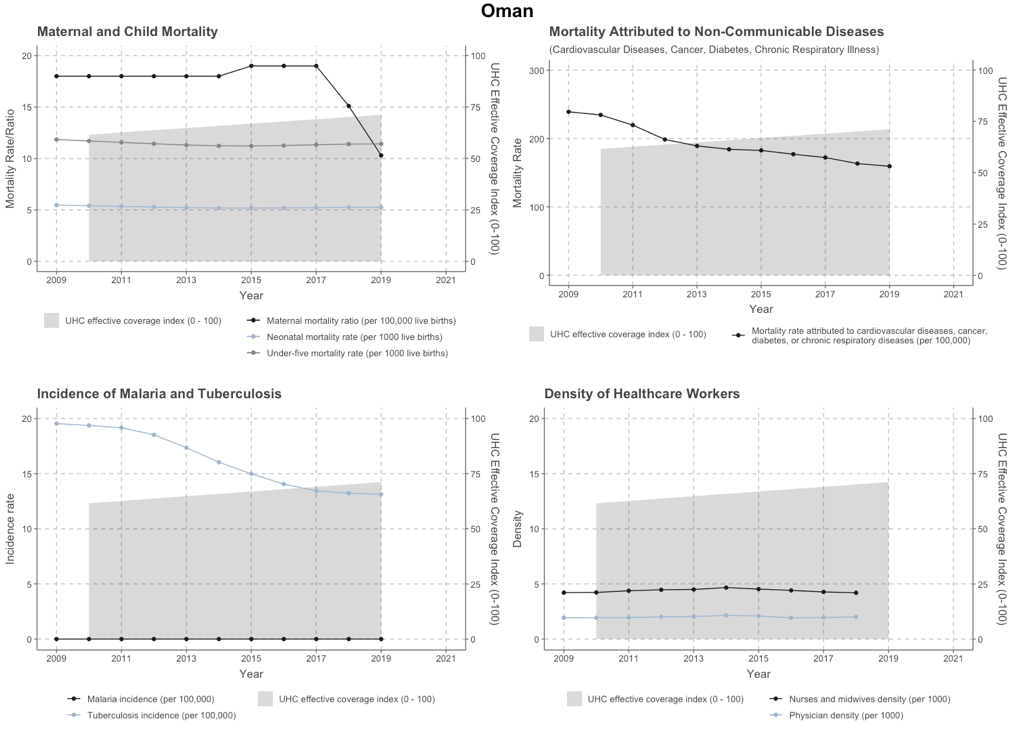 Oman
Maternal and Child Mortality
20
15
10
5
0
100
75
50
25
0
Mortality Rate/Ratio
UHC Effective Coverage Index (0-100)
2009 2011 2013 2015 2017 2019 2021
Year
UHC effective coverage index (0 - 100)
Maternal mortality ratio (per 100,000 live births)
Neonatal mortality rate (per 1000 live births)
Under-five mortality rate (per 1000 live births)
Mortality Attributed to Non-Communicable Diseases
(Cardiovascular Diseases, Cancer, Diabetes, Chronic Respiratory Illness)
300
200
100
0
100
75
50
25
0
Mortality Rate
UHC Effective Coverage Index (0-100)
2009 2011 2013 2015 2017 2019 2021
Year
UHC effective coverage index (0 - 100)
Mortality rate attributed to cardiovascular diseases, cancer,
diabetes, or chronic respiratory diseases (per 100,000)
Incidence of Malaria and Tuberculosis
20
15
10
5
0
100
75
50
25
0
Incidence rate
UHC Effective Coverage Index (0-100)
2009 2011 2013 2015 2017 2019 2021
Year
Malaria incidence (per 100,000)
Tuberculosis incidence (per 100,000)
UHC effective coverage index (0 - 100)
Density of Healthcare Workers
20
15
10
5
0
100
75
50
25
0
Density
UHC Effective Coverage Index (0-100)
2009 2011 2013 2015 2017 2019 2021
Year
UHC effective coverage index (0 - 100)
Nurses and midwives density (per 1000)
Physician density (per 1000)